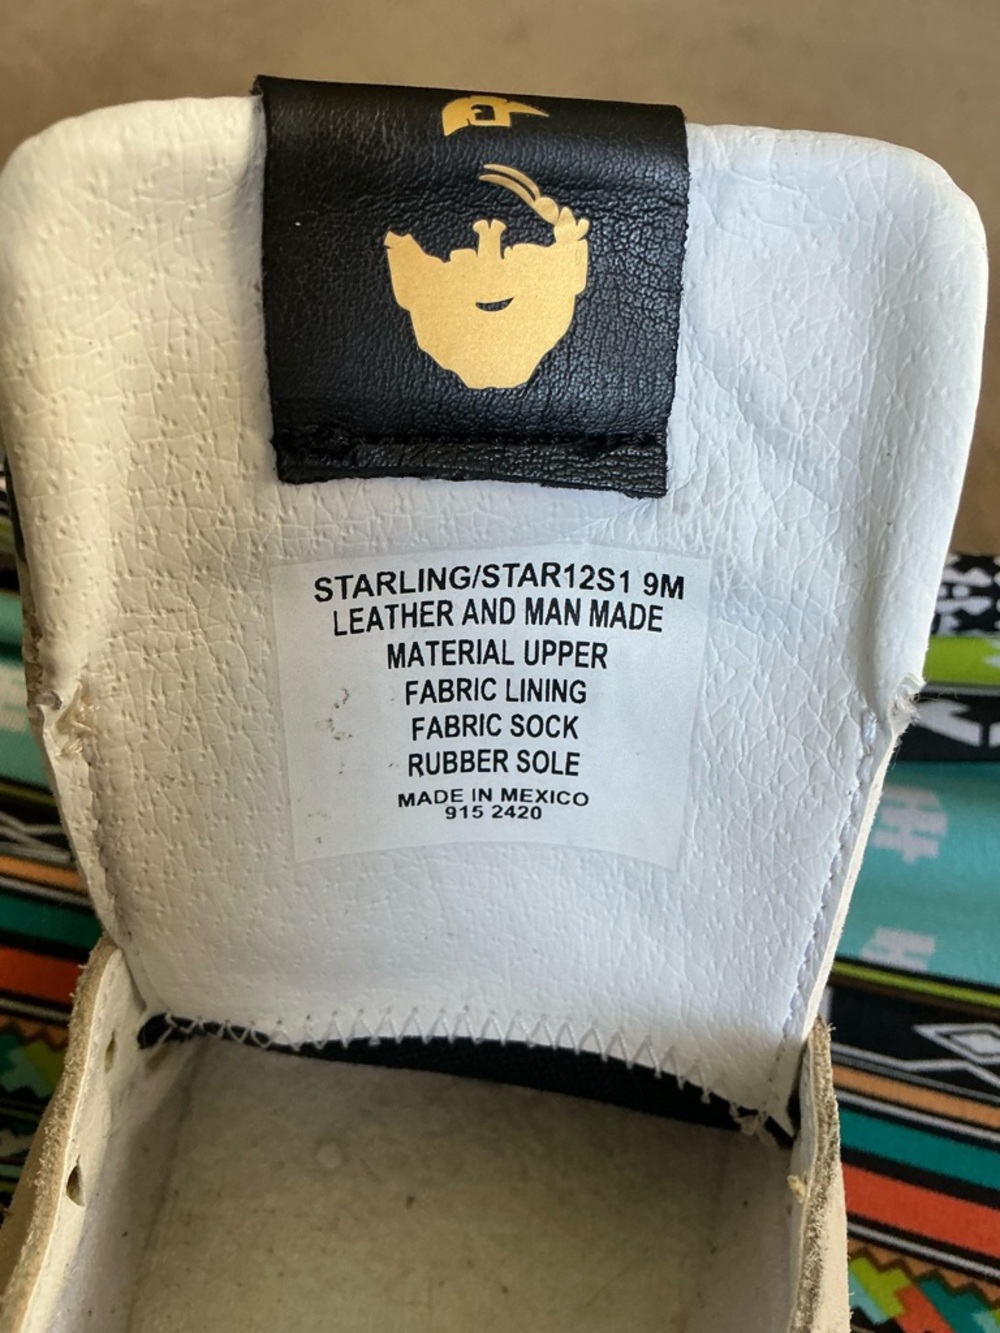 STARLING/STAR12S1 9M
LEATHER AND MAN MADE
MATERIAL UPPER
FABRIC LINING
FABRIC SOCK
RUBBER SOLE
MADE IN MEXICO
915 2420